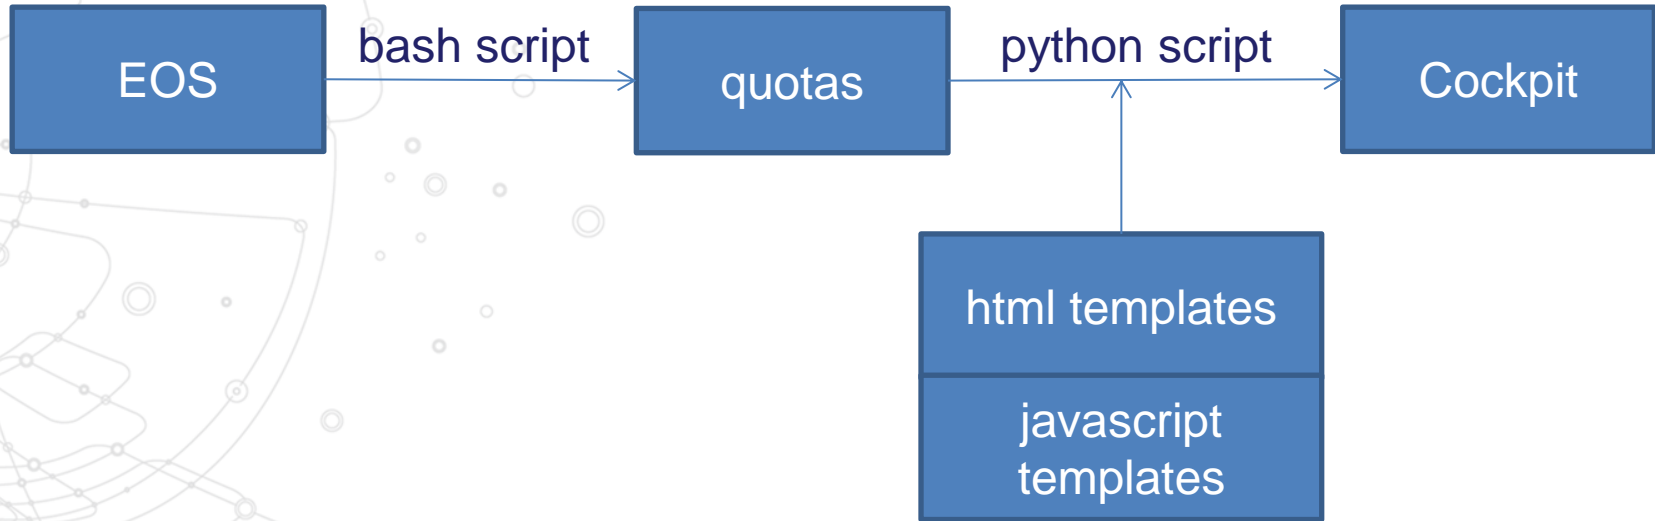 EOS
bash script
quotas
python script
Cockpit
html templates
javascript
templates